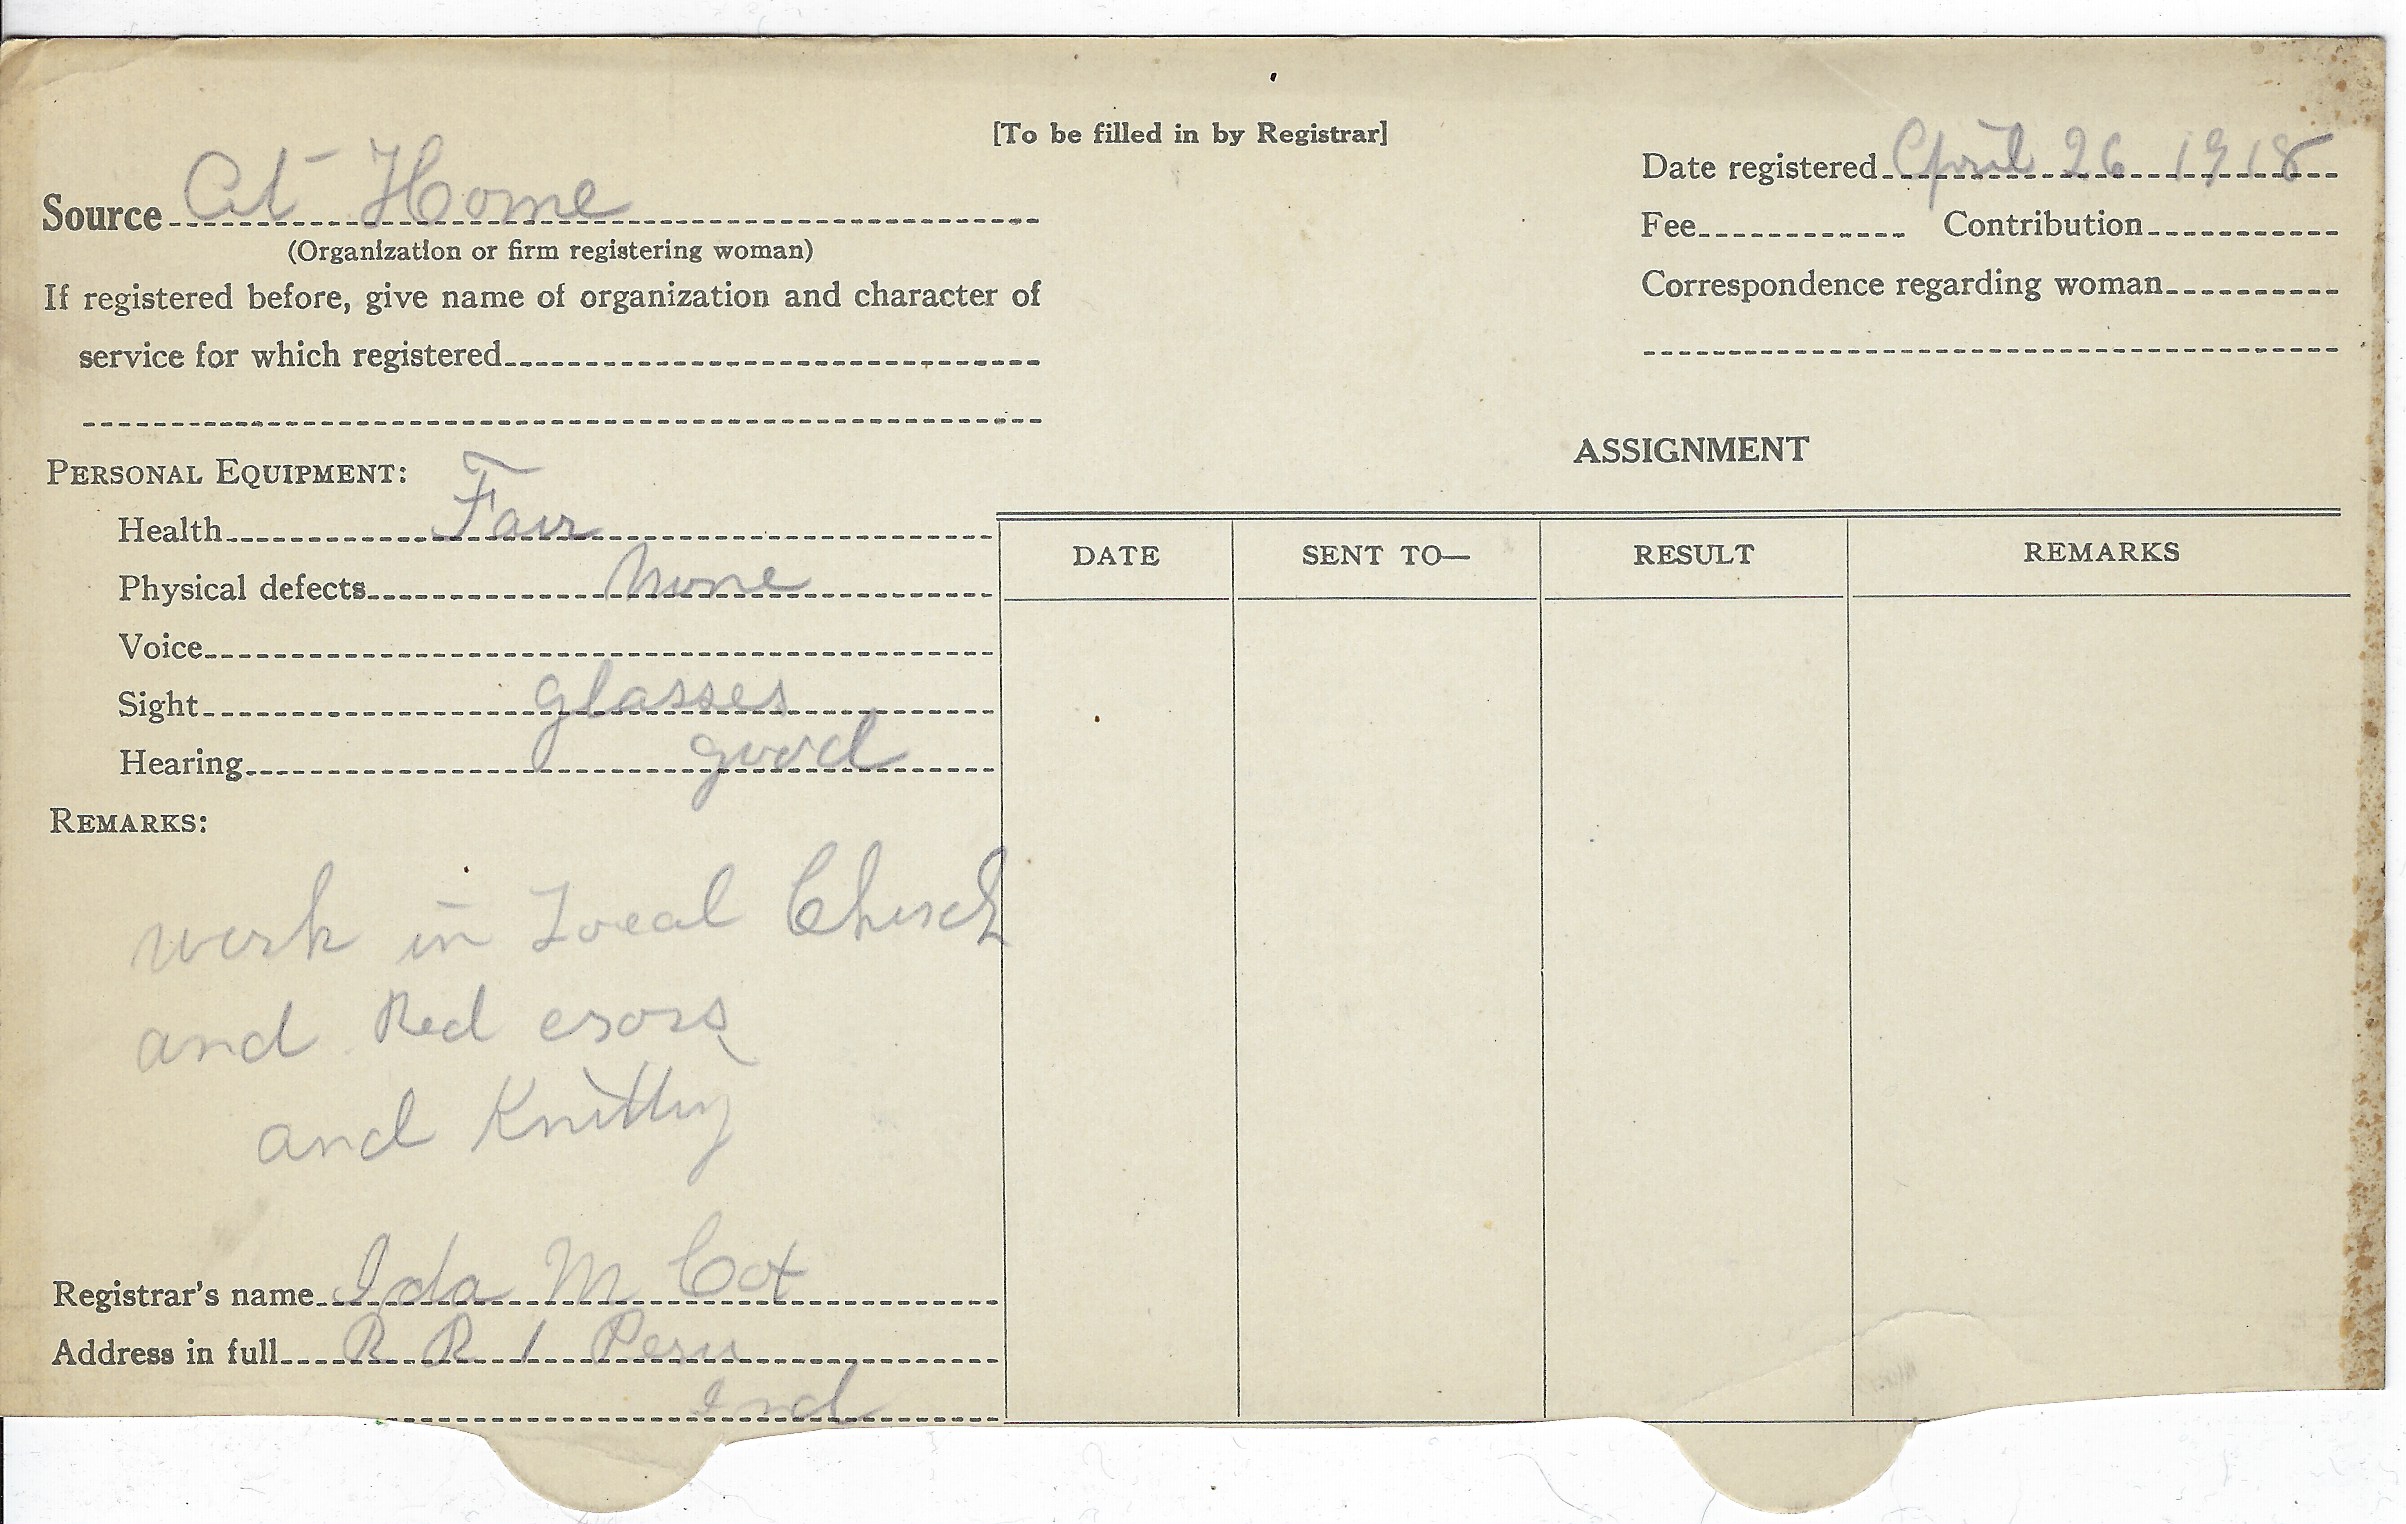 [To be filled in by Registrar]
Source At Home
(Organization or firm registering woman)
If registered before, give name of organization and character of
service for which registered
Date registered April 26 1918
Fee Contribution
Correspondence regarding woman
PERSONAL EQUIPMENT:
Health Fair
Physical defects None
Voice
Sight glasses
Hearing good
REMARKS:
work in Local Church
and Red cross
and Knitting
Registrar's name Ida M Cox
Address in full R R 1 Peru
Ind
ASSIGNMENT
DATE SENT TO— RESULT REMARKS